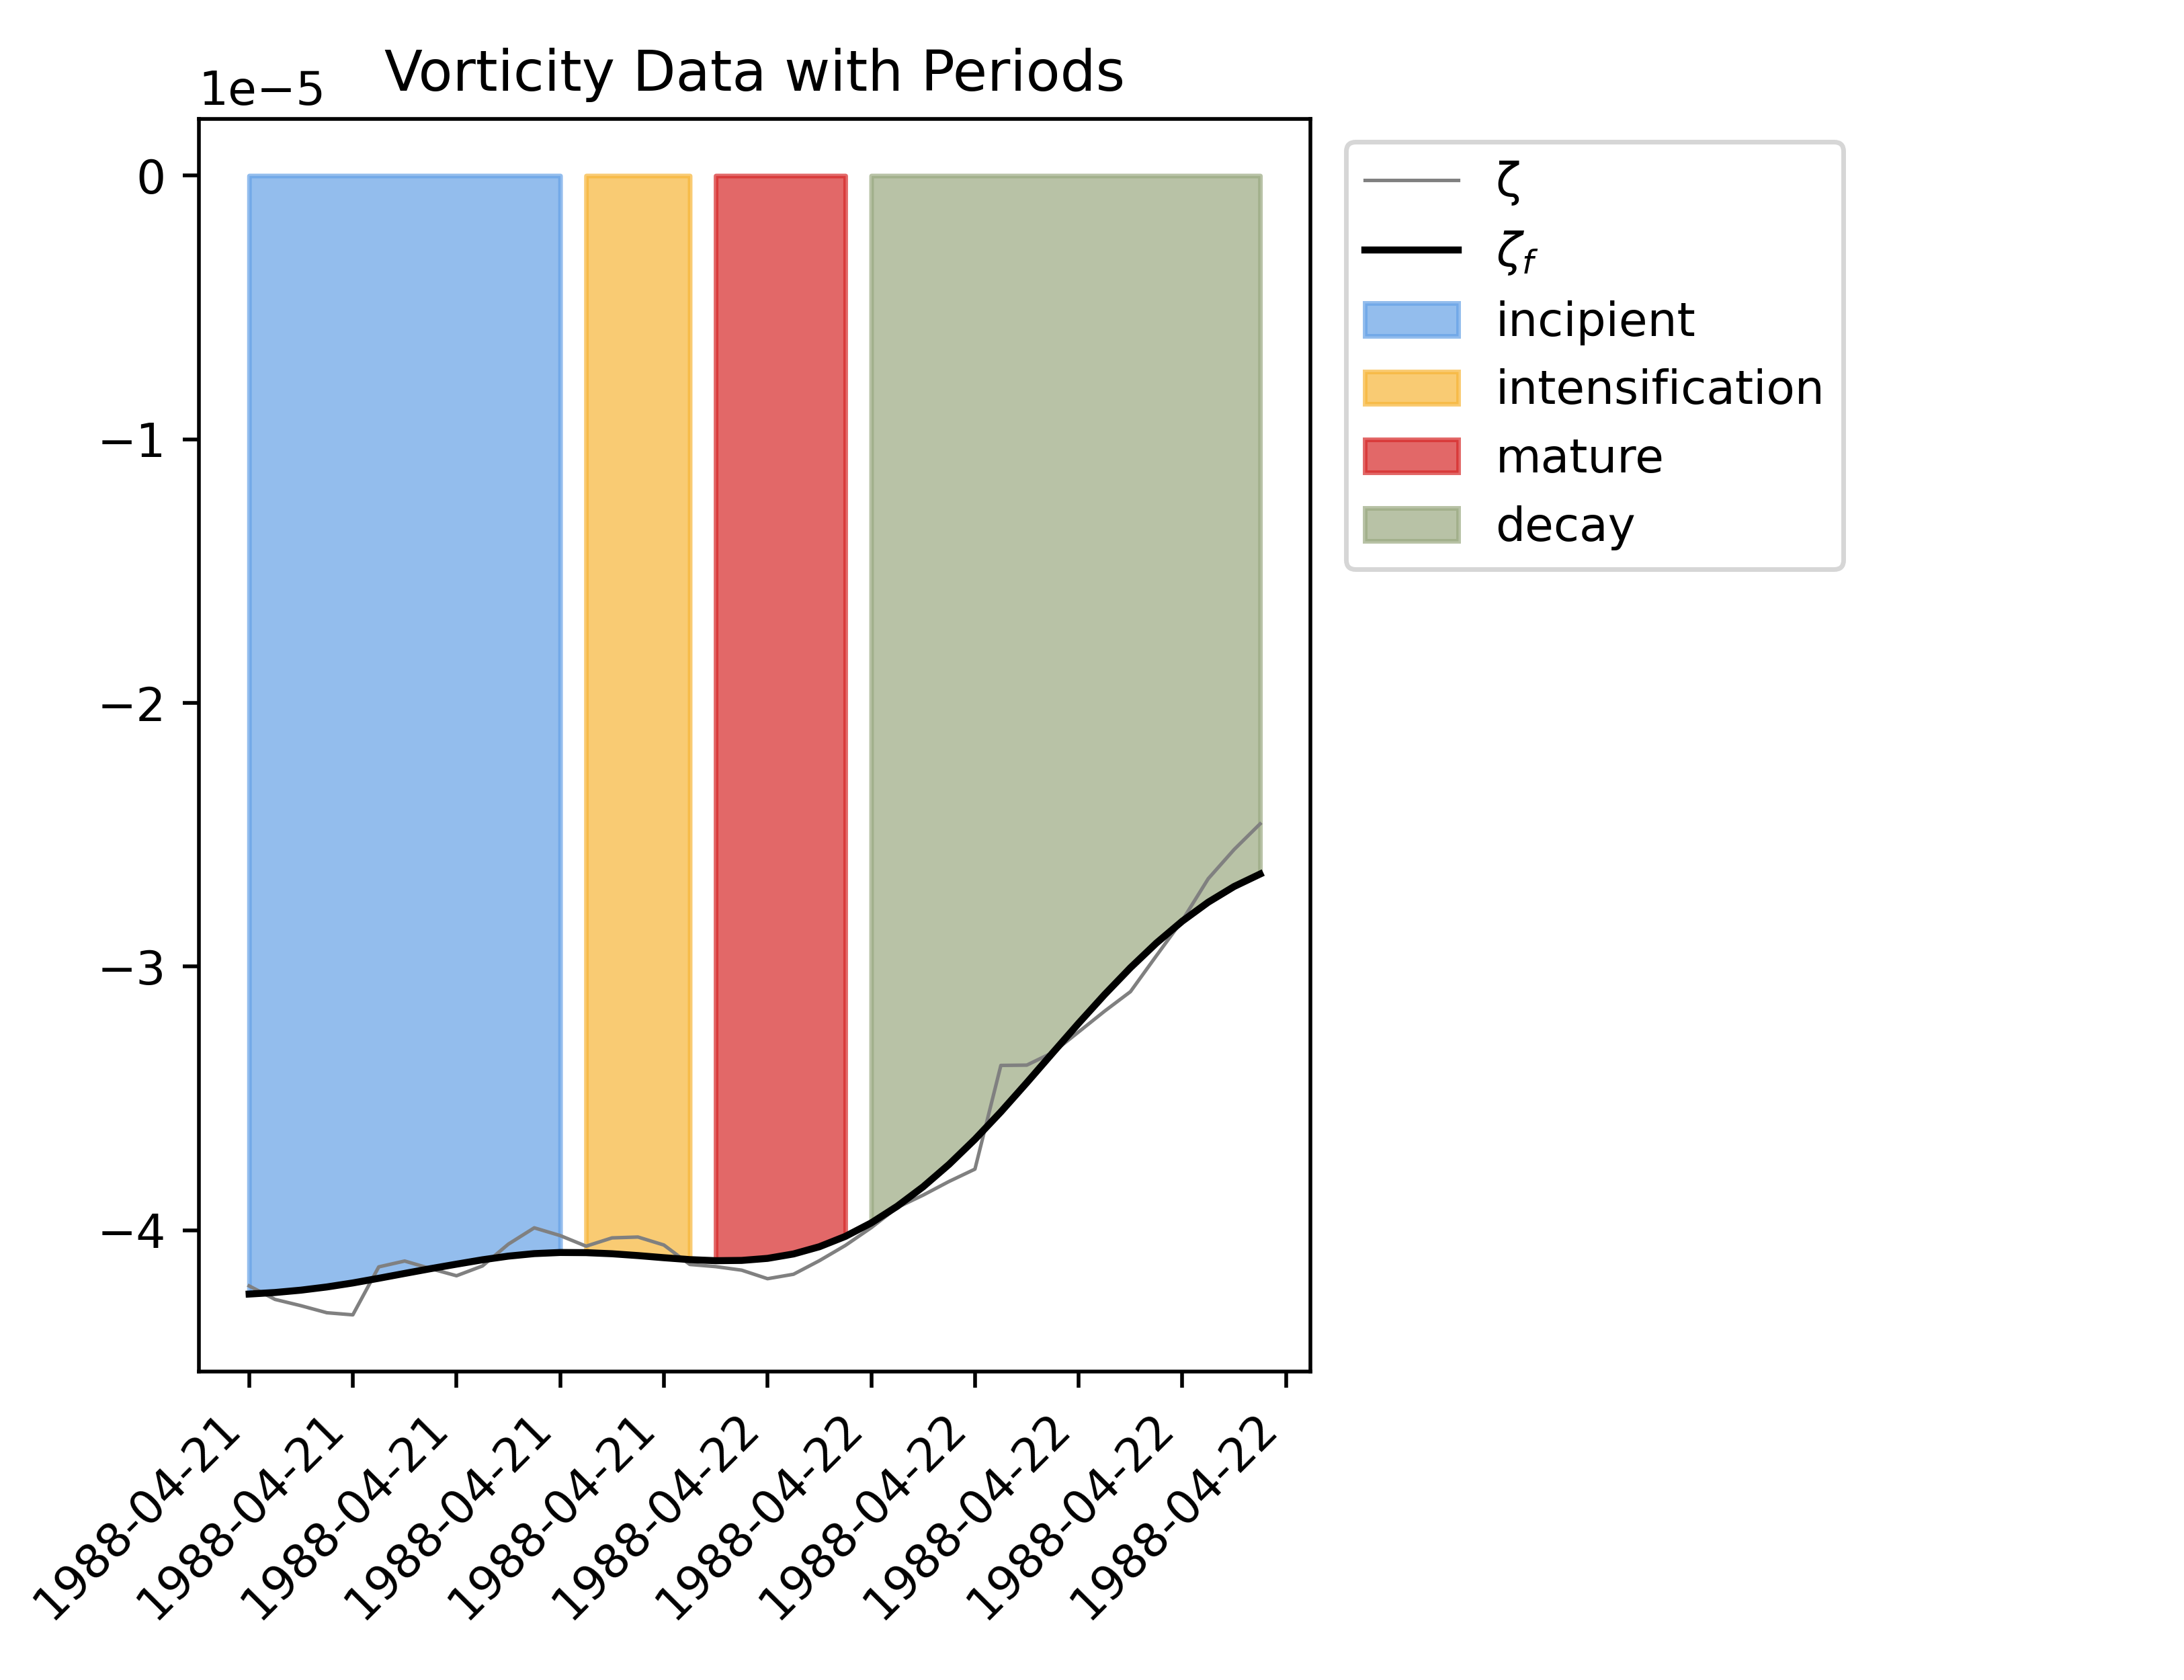 Vorticity Data with Periods
1e−5
0
−1
−2
−3
−4
1988-04-21
1988-04-21
1988-04-21
1988-04-21
1988-04-21
1988-04-22
1988-04-22
1988-04-22
1988-04-22
1988-04-22
1988-04-22
ζ
ζf
incipient
intensification
mature
decay